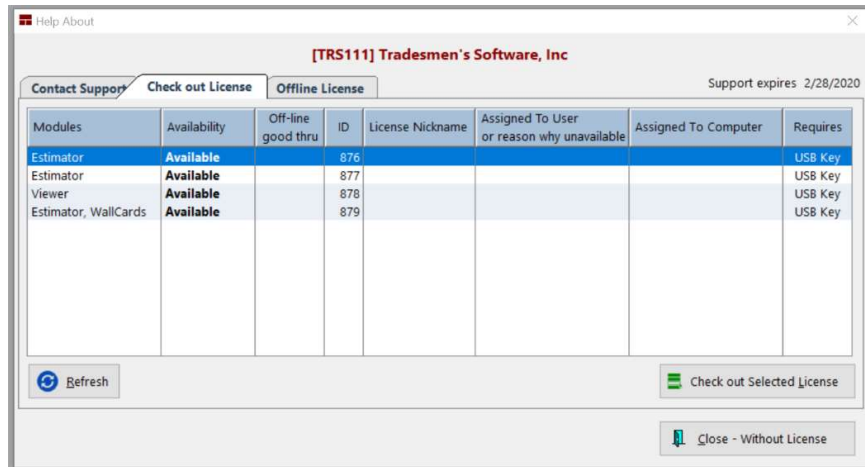 Help About
[TRS111] Tradesmen's Software, Inc
Contact Support Check out License Offline License Support expires 2/28/2020
Modules Availability Off-line good thru ID License Nickname Assigned To User or reason why unavailable Assigned To Computer Requires
Estimator Available 876 USB Key
Estimator Available 877 USB Key
Viewer Available 878 USB Key
Estimator, WallCards Available 879 USB Key
Refresh Check out Selected License
Close - Without License